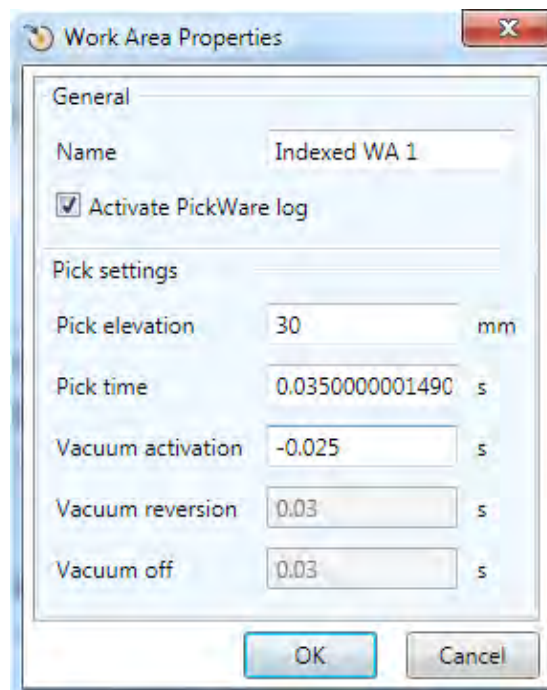 Work Area Properties
General
Name Indexed WA 1
Activate PickWare log
Pick settings
Pick elevation 30 mm
Pick time 0.0350000001490 s
Vacuum activation -0.025 s
Vacuum reversion 0.03 s
Vacuum off 0.03 s
OK Cancel